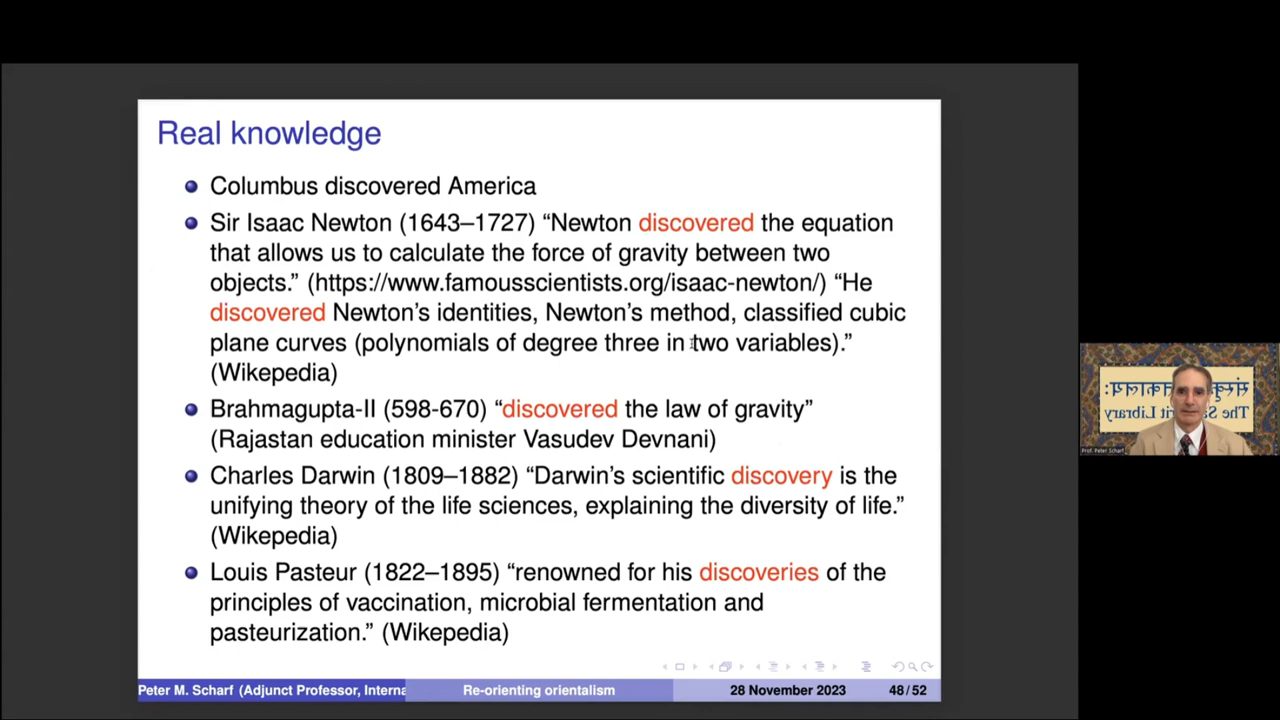 Real knowledge
Columbus discovered America
Sir Isaac Newton (1643–1727) “Newton discovered the equation
that allows us to calculate the force of gravity between two
objects.” (https://www.famousscientists.org/isaac-newton/) “He
discovered Newton’s identities, Newton’s method, classified cubic
plane curves (polynomials of degree three in two variables).”
(Wikepedia)
Brahmagupta-II (598-670) “discovered the law of gravity”
(Rajastan education minister Vasudev Devnani)
Charles Darwin (1809–1882) “Darwin’s scientific discovery is the
unifying theory of the life sciences, explaining the diversity of life.”
(Wikepedia)
Louis Pasteur (1822–1895) “renowned for his discoveries of the
principles of vaccination, microbial fermentation and
pasteurization.” (Wikepedia)
Peter M. Scharf (Adjunct Professor, Interna
Re-orienting orientalism
28 November 2023
48 / 52
Prof. Peter Scharf